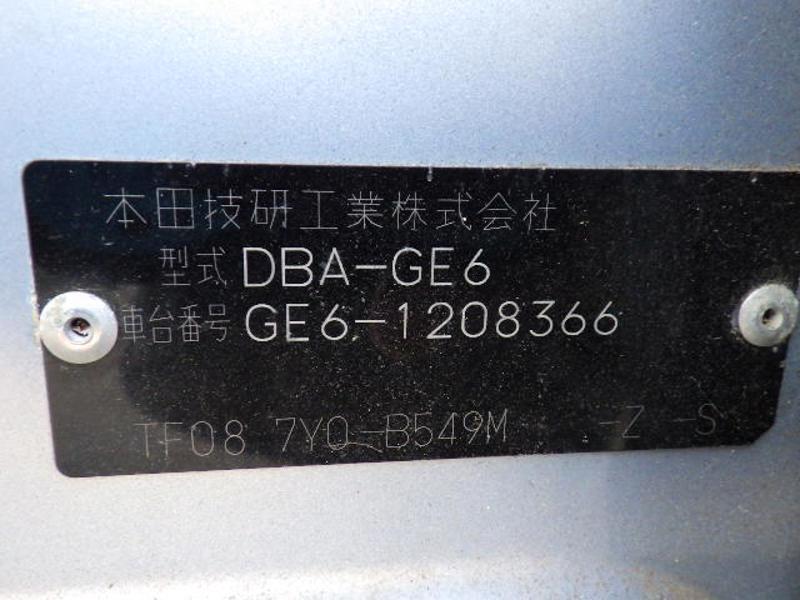 本田技研工業株式会社
型式 DBA-GE6
車台番号 GE6-1208366
TF08 7Y0-B549M -Z -S